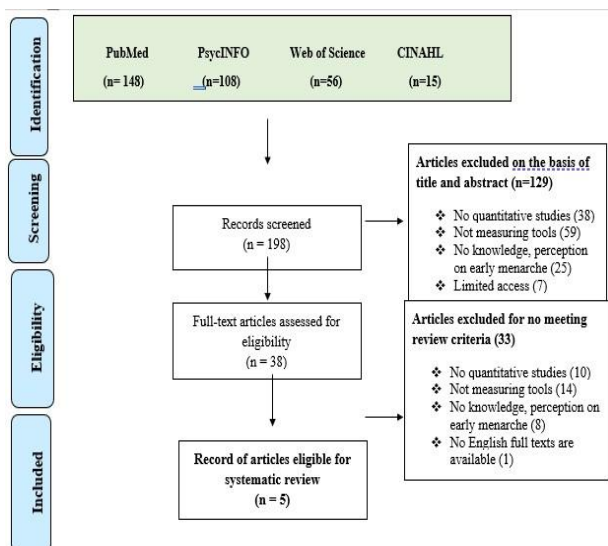 Identification
PubMed PsycINFO Web of Science CINAHL
(n= 148) (n=108) (n=56) (n=15)
Screening
Records screened
(n = 198)
Articles excluded on the basis of
title and abstract (n=129)
❖ No quantitative studies (38)
❖ Not measuring tools (59)
❖ No knowledge, perception
on early menarche (25)
❖ Limited access (7)
Eligibility
Full-text articles assessed for
eligibility
(n = 38)
Articles excluded for no meeting
review criteria (33)
❖ No quantitative studies (10)
❖ Not measuring tools (14)
❖ No knowledge, perception on
early menarche (8)
❖ No English full texts are
available (1)
Included
Record of articles eligible for
systematic review
(n = 5)